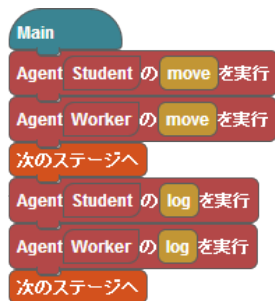 Main
Agent Student の move を実行
Agent Worker の move を実行
次のステージへ
Agent Student の log を実行
Agent Worker の log を実行
次のステージへ